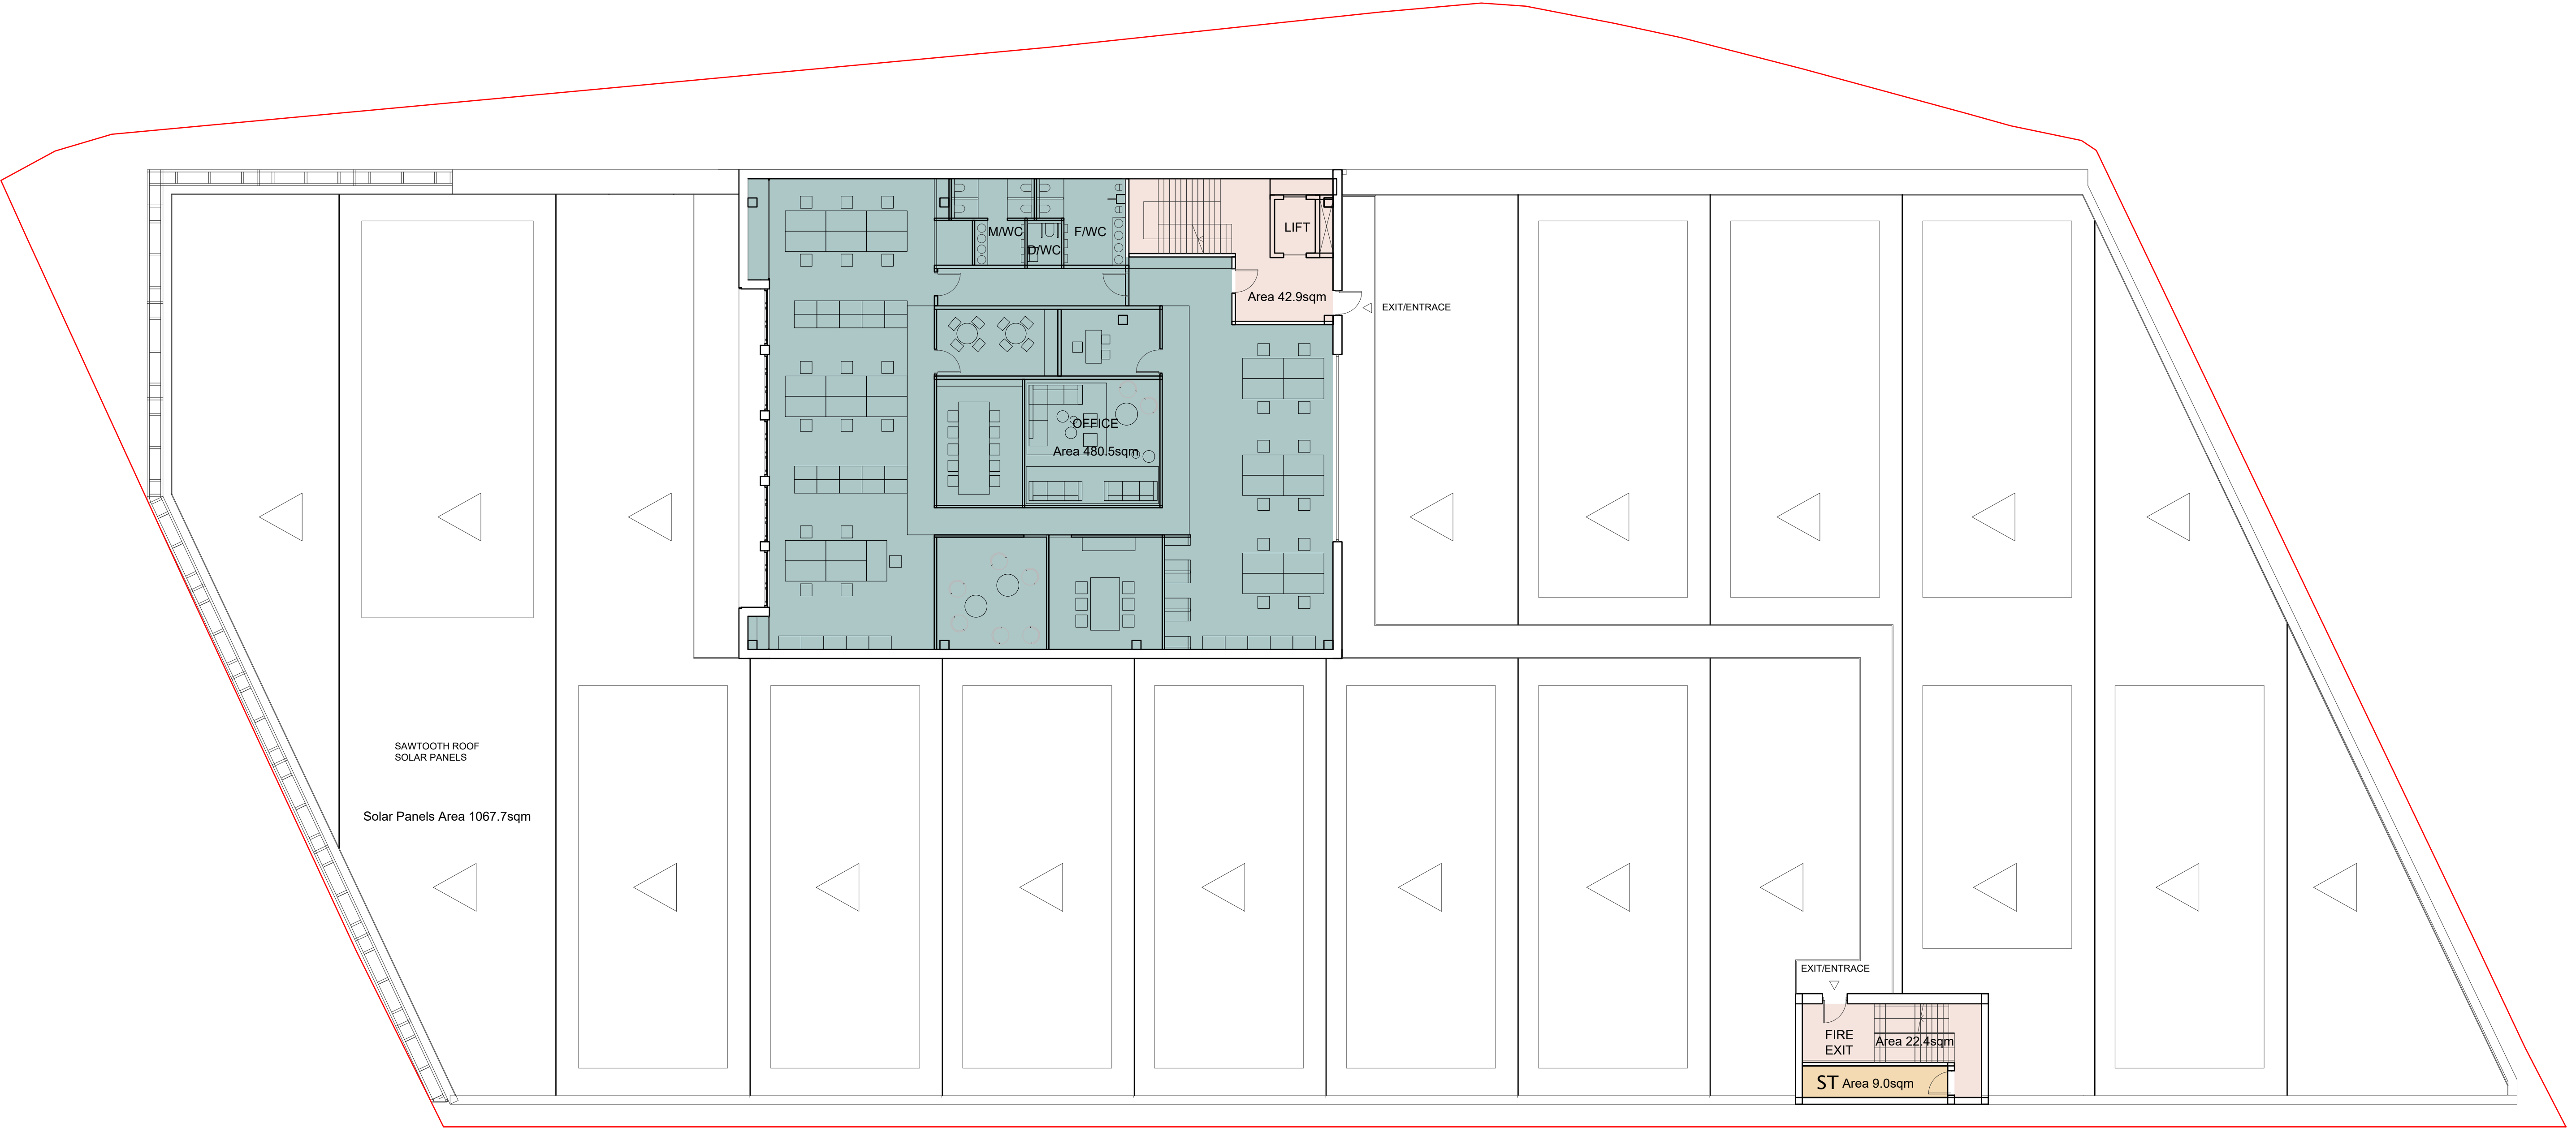 M/WC
F/WC
D/WC
LIFT
Area 42.9sqm
EXIT/ENTRACE
OFFICE
Area 480.5sqm
SAWTOOTH ROOF
SOLAR PANELS
Solar Panels Area 1067.7sqm
EXIT/ENTRACE
FIRE
EXIT
Area 22.4sqm
ST Area 9.0sqm